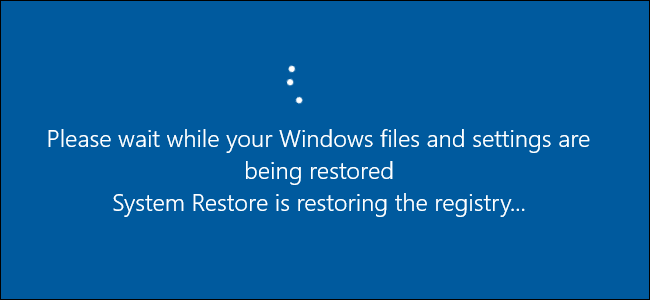 Please wait while your Windows files and settings are
being restored
System Restore is restoring the registry...